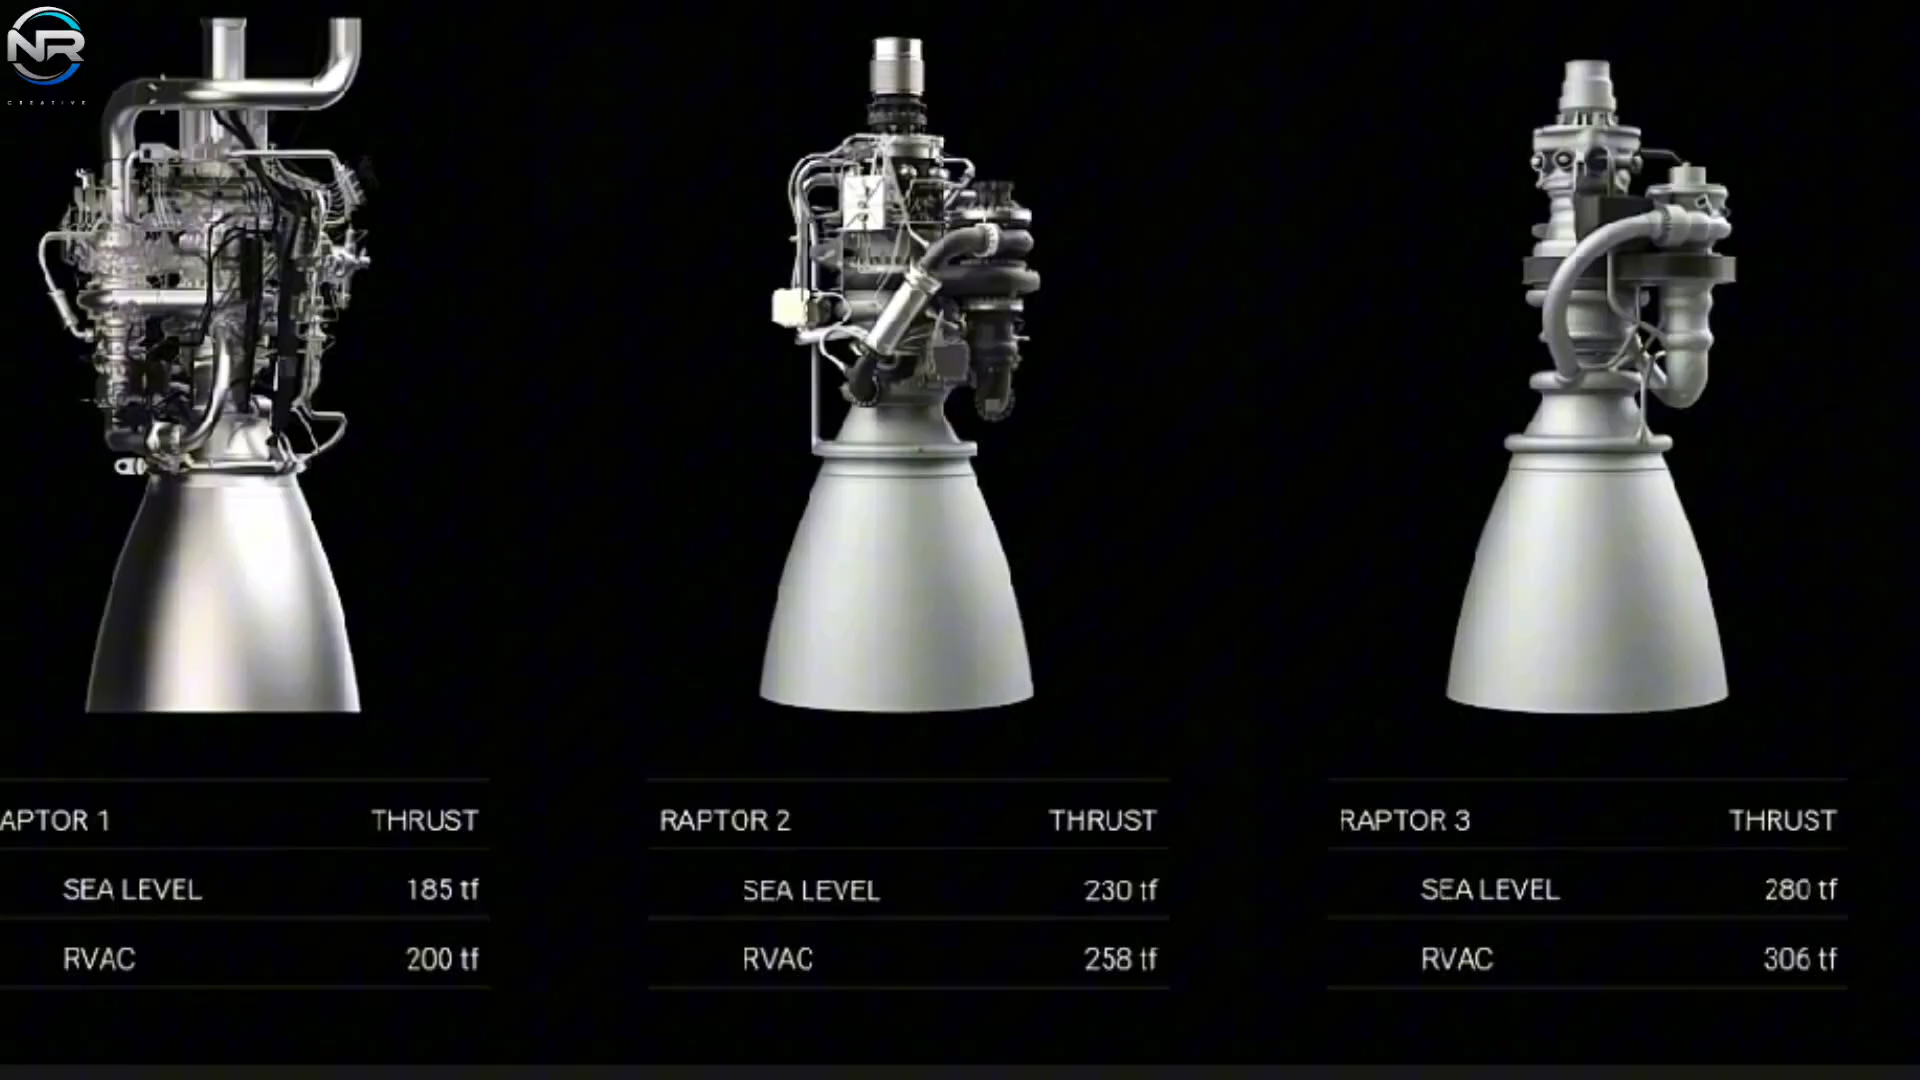 NR
CREATIVE
APTOR 1 THRUST
SEA LEVEL 185 tf
RVAC 200 tf
RAPTOR 2 THRUST
SEA LEVEL 230 tf
RVAC 258 tf
RAPTOR 3 THRUST
SEA LEVEL 280 tf
RVAC 306 tf